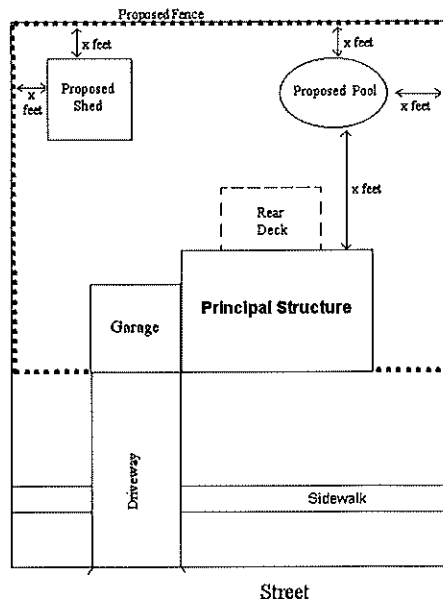 Proposed Fence
x feet
x feet
Proposed
Shed
x
feet
Proposed Pool
x
feet
x feet
Rear
Deck
Principal Structure
Garage
Driveway
Sidewalk
Street